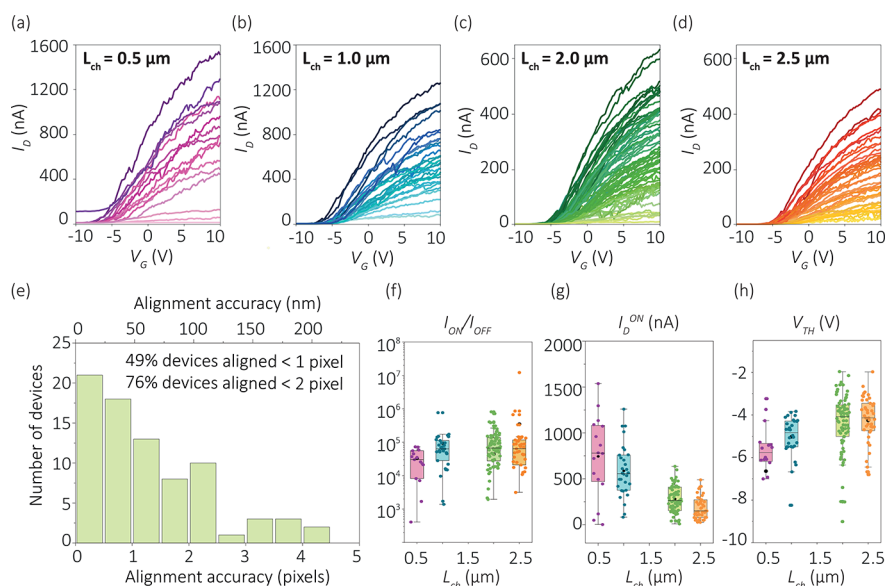 (a)
L_ch = 0.5 µm
1600
1200
800
400
0
I_D (nA)
-10 -5 0 5 10
V_G (V)
(b)
L_ch = 1.0 µm
1600
1200
800
400
0
I_D (nA)
-10 -5 0 5 10
V_G (V)
(c)
L_ch = 2.0 µm
600
400
200
0
I_D (nA)
-10 -5 0 5 10
V_G (V)
(d)
L_ch = 2.5 µm
600
400
200
0
I_D (nA)
-10 -5 0 5 10
V_G (V)
(e)
Alignment accuracy (nm)
0 50 100 150 200
49% devices aligned < 1 pixel
76% devices aligned < 2 pixel
25
20
15
10
5
0
Number of devices
0 1 2 3 4 5
Alignment accuracy (pixels)
(f)
I_ON/I_OFF
10^8
10^7
10^6
10^5
10^4
10^3
0.5 1.0 2.5
(g)
I_D^ON (nA)
2000
1500
1000
500
0
0.5 1.0 2.5
L_ch (µm)
(h)
V_TH (V)
-2
-4
-6
-8
-10
0.5 1.0 2.5
L_ch (µm)
L_ch (µm)